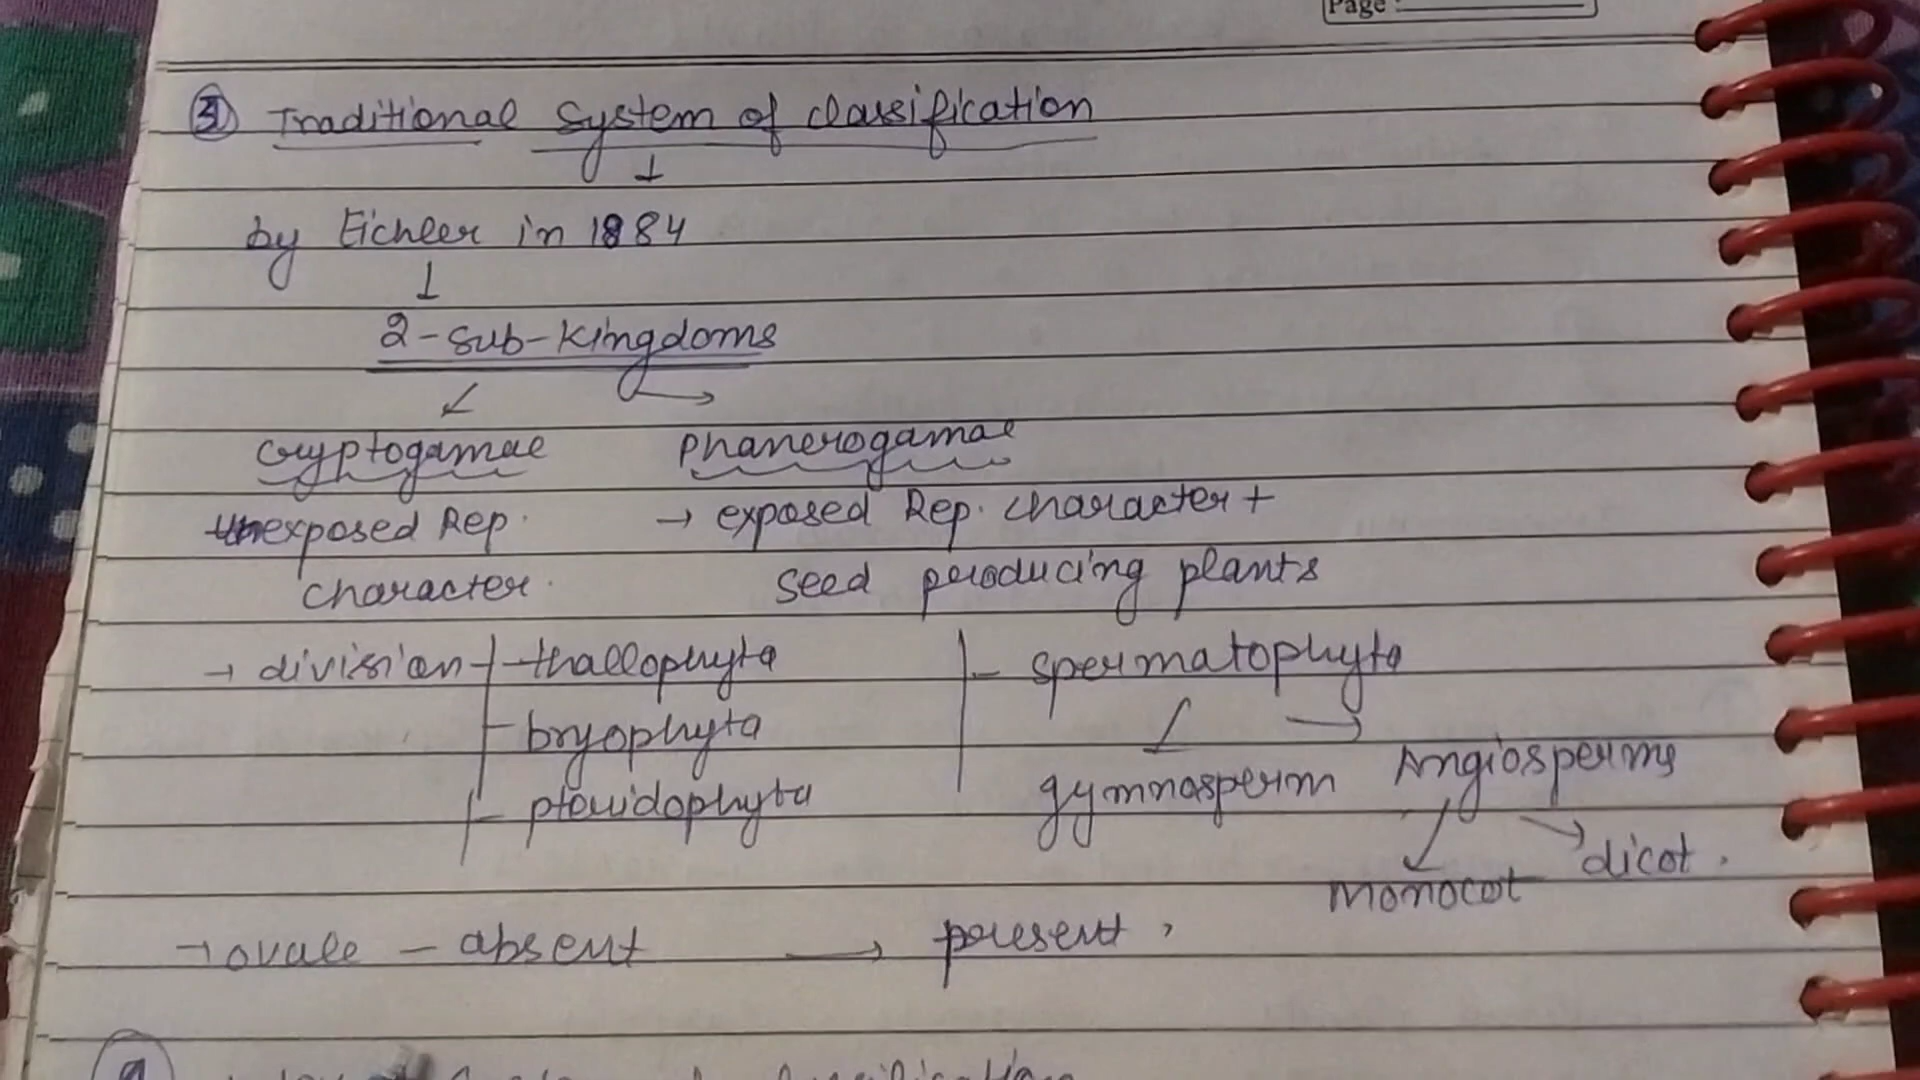 Page
③ Traditional System of classification
by Eichler in 1884
2-sub-kingdoms
cryptogamae phanerogamae
unexposed Rep. → exposed Rep. character +
character. seed producing plants
→ division thallophyta spermatophyta
bryophyta
pteridophyta gymnosperm Angiosperms
monocot dicot.
→ ovule - absent → present,